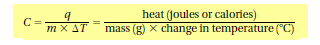 C = q / (m × ΔT) = heat (joules or calories) / (mass (g) × change in temperature (°C))